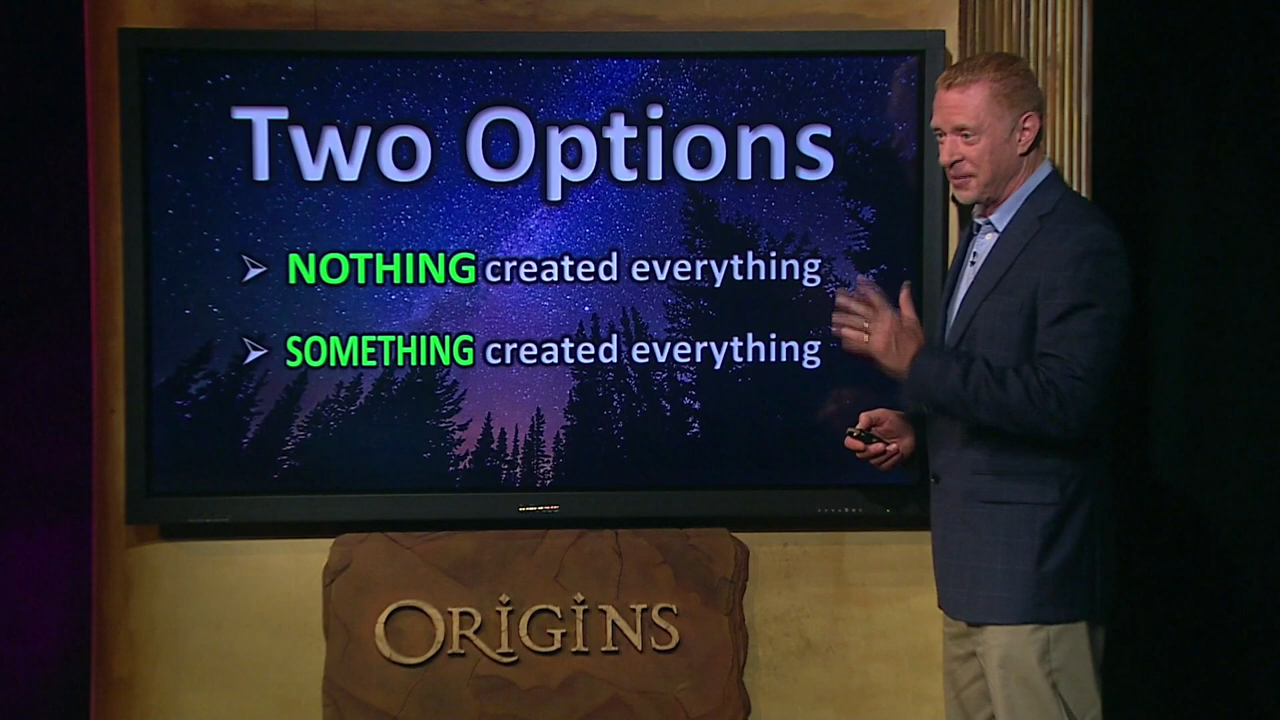 Two Options
➢ NOTHING created everything
➢ SOMETHING created everything
ORIGINS